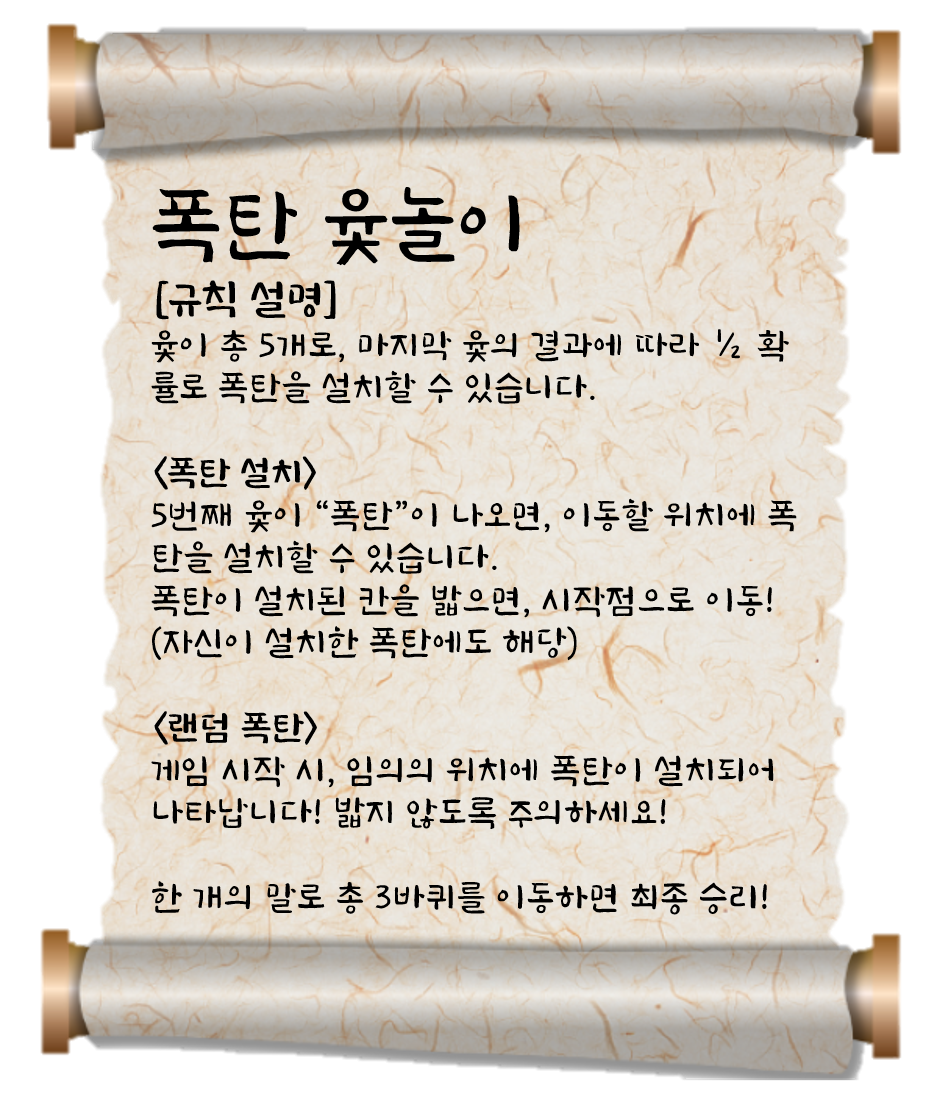 폭탄 윷놀이
[규칙 설명]
윷이 총 5개로, 마지막 윷의 결과에 따라 ½ 확
률로 폭탄을 설치할 수 있습니다.
<폭탄 설치>
5번째 윷이 “폭탄”이 나오면, 이동할 위치에 폭
탄을 설치할 수 있습니다.
폭탄이 설치된 칸을 밟으면, 시작점으로 이동!
(자신이 설치한 폭탄에도 해당)
<랜덤 폭탄>
게임 시작 시, 임의의 위치에 폭탄이 설치되어
나타납니다! 밟지 않도록 주의하세요!
한 개의 말로 총 3바퀴를 이동하면 최종 승리!